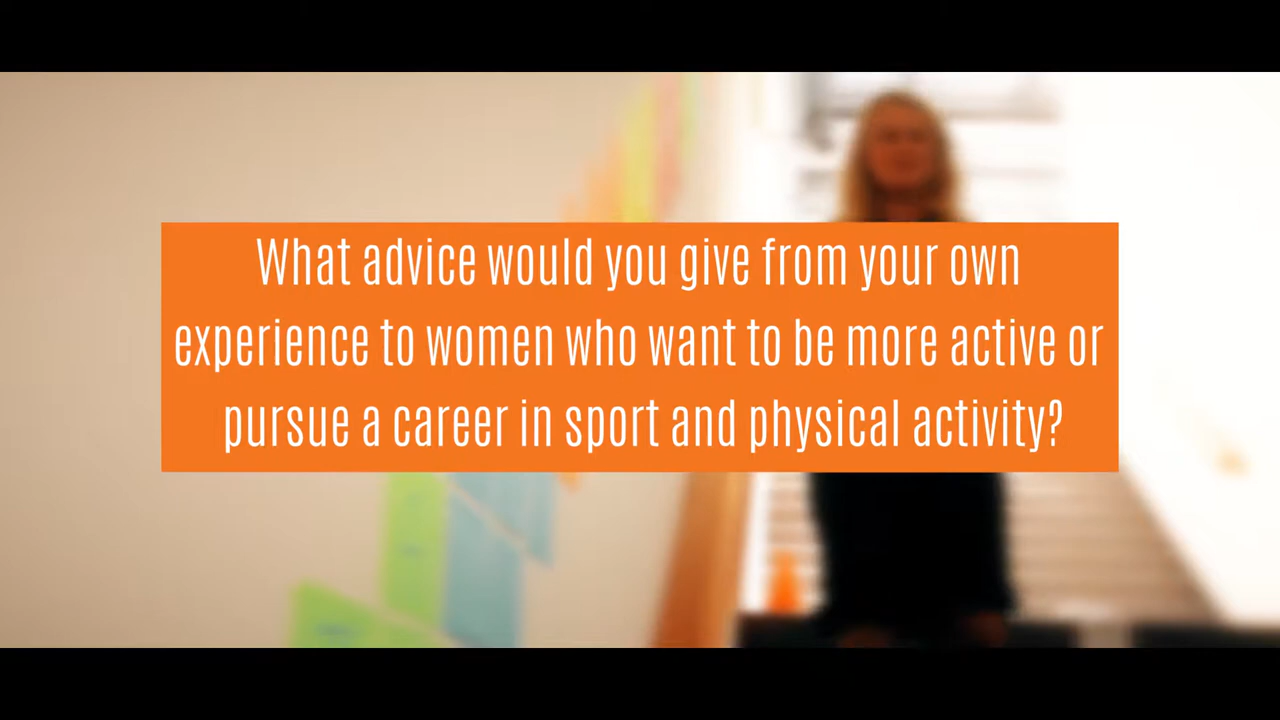 What advice would you give from your own
experience to women who want to be more active or
pursue a career in sport and physical activity?